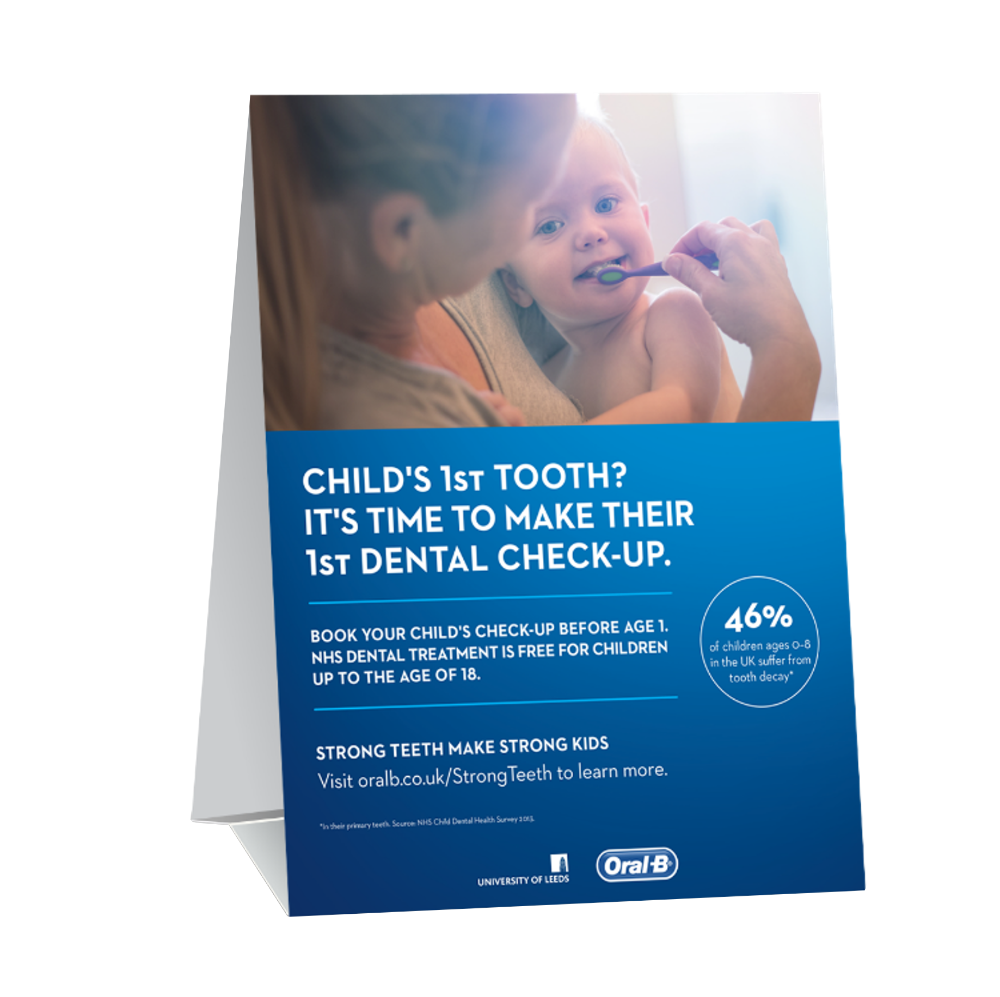 CHILD'S 1ST TOOTH?
IT'S TIME TO MAKE THEIR
1ST DENTAL CHECK-UP.
BOOK YOUR CHILD'S CHECK-UP BEFORE AGE 1.
NHS DENTAL TREATMENT IS FREE FOR CHILDREN
UP TO THE AGE OF 18.
46%
of children ages 0-8
in the UK suffer from
tooth decay*
STRONG TEETH MAKE STRONG KIDS
Visit oralb.co.uk/StrongTeeth to learn more.
*In their primary teeth. Source: NHS Child Dental Health Survey 2013.
UNIVERSITY OF LEEDS
Oral-B